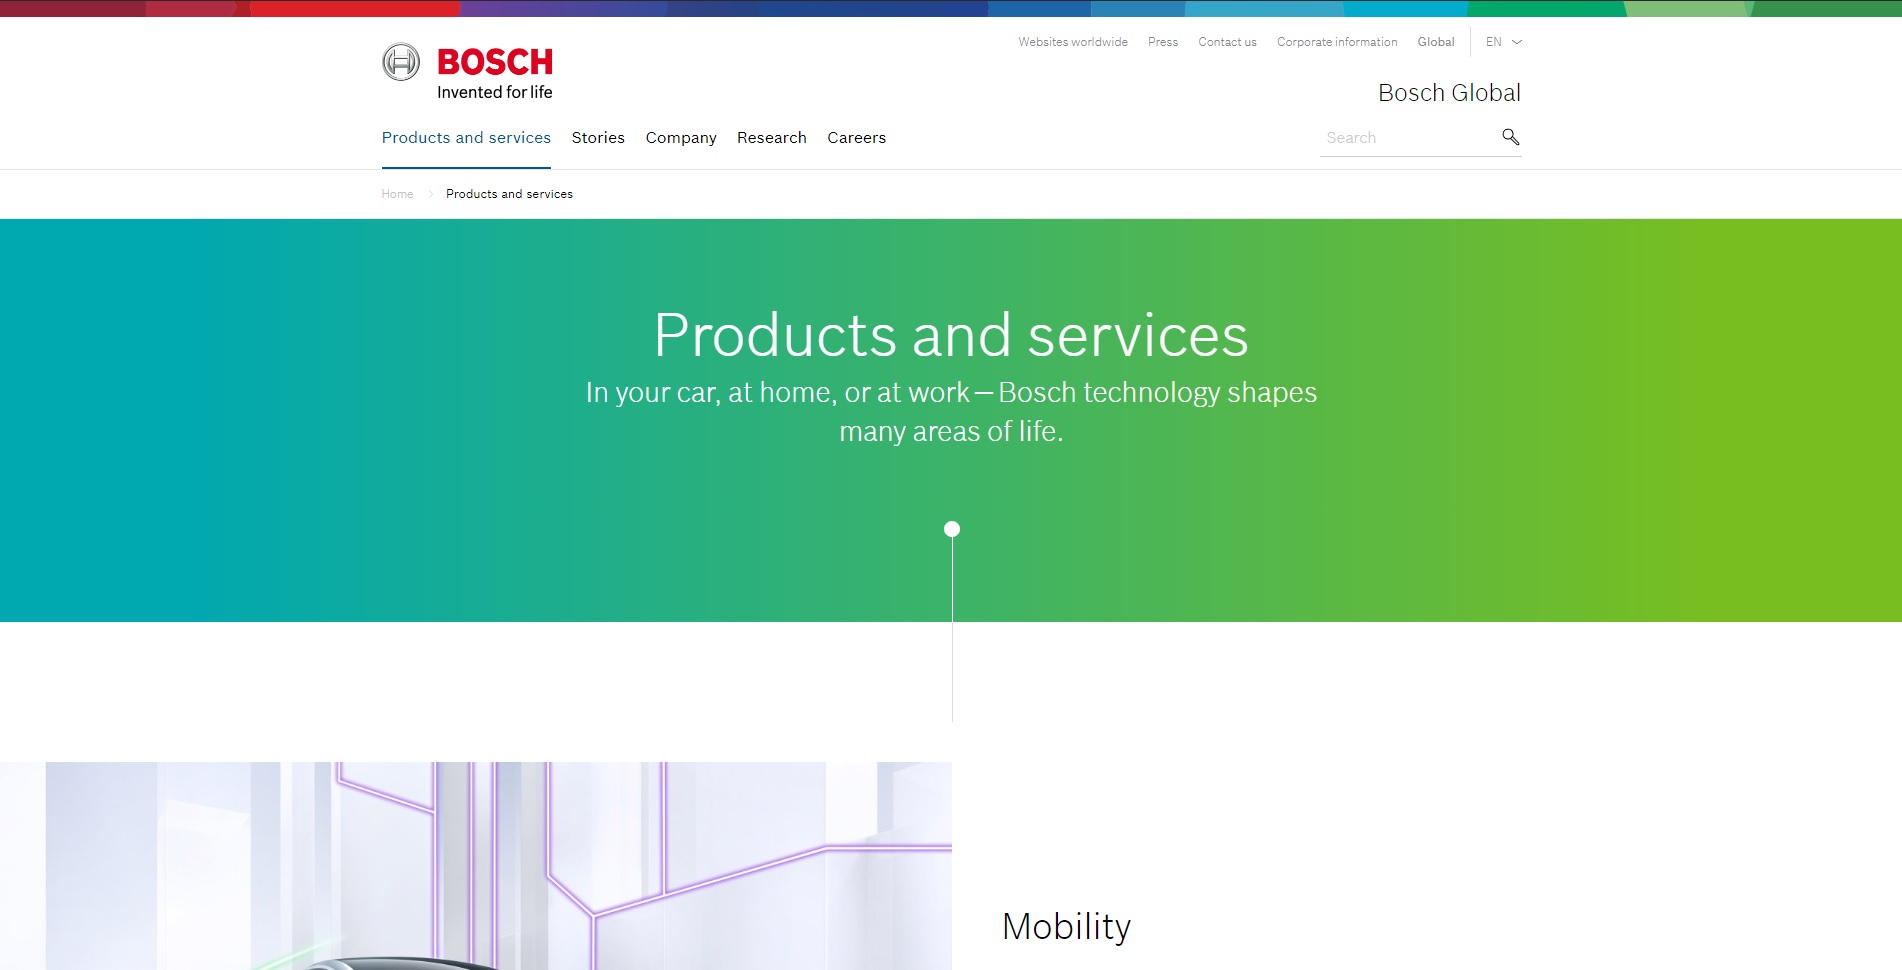 Websites worldwide Press Contact us Corporate information Global EN
BOSCH
Invented for life
Bosch Global
Products and services Stories Company Research Careers
Search
Home Products and services
Products and services
In your car, at home, or at work — Bosch technology shapes
many areas of life.
Mobility